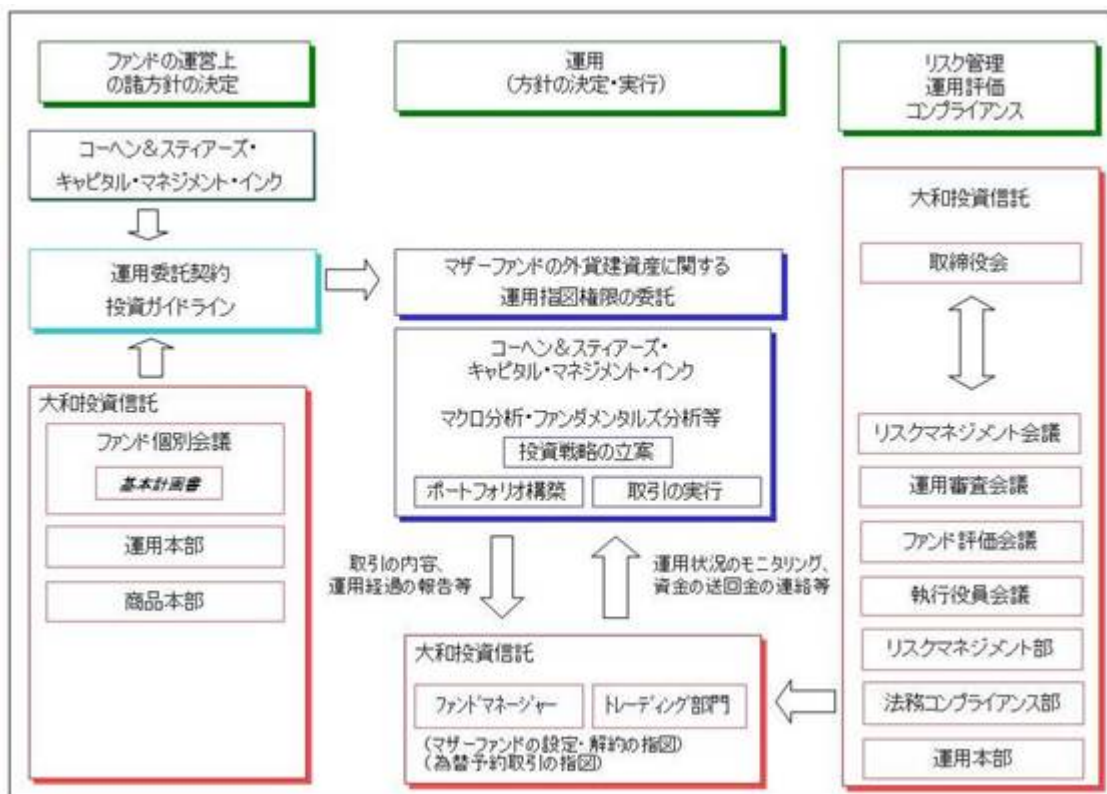 ファンドの運営上
の諸方針の決定
コーヘン&スティアーズ・
キャピタル・マネジメント・インク
運用委託契約
投資ガイドライン
大和投資信託
ファンド個別会議
基本計画書
運用本部
商品本部
運用
(方針の決定・実行)
マザーファンドの外貨建資産に関する
運用指図権限の委託
コーヘン&スティアーズ・
キャピタル・マネジメント・インク
マクロ分析・ファンダメンタルズ分析等
投資戦略の立案
ポートフォリオ構築
取引の実行
取引の内容、
運用経過の報告等
運用状況のモニタリング、
資金の送回金の連絡等
大和投資信託
ファンドマネージャー
トレーディング部門
(マザーファンドの設定・解約の指図)
(為替予約取引の指図)
リスク管理
運用評価
コンプライアンス
大和投資信託
取締役会
リスクマネジメント会議
運用審査会議
ファンド評価会議
執行役員会議
リスクマネジメント部
法務コンプライアンス部
運用本部